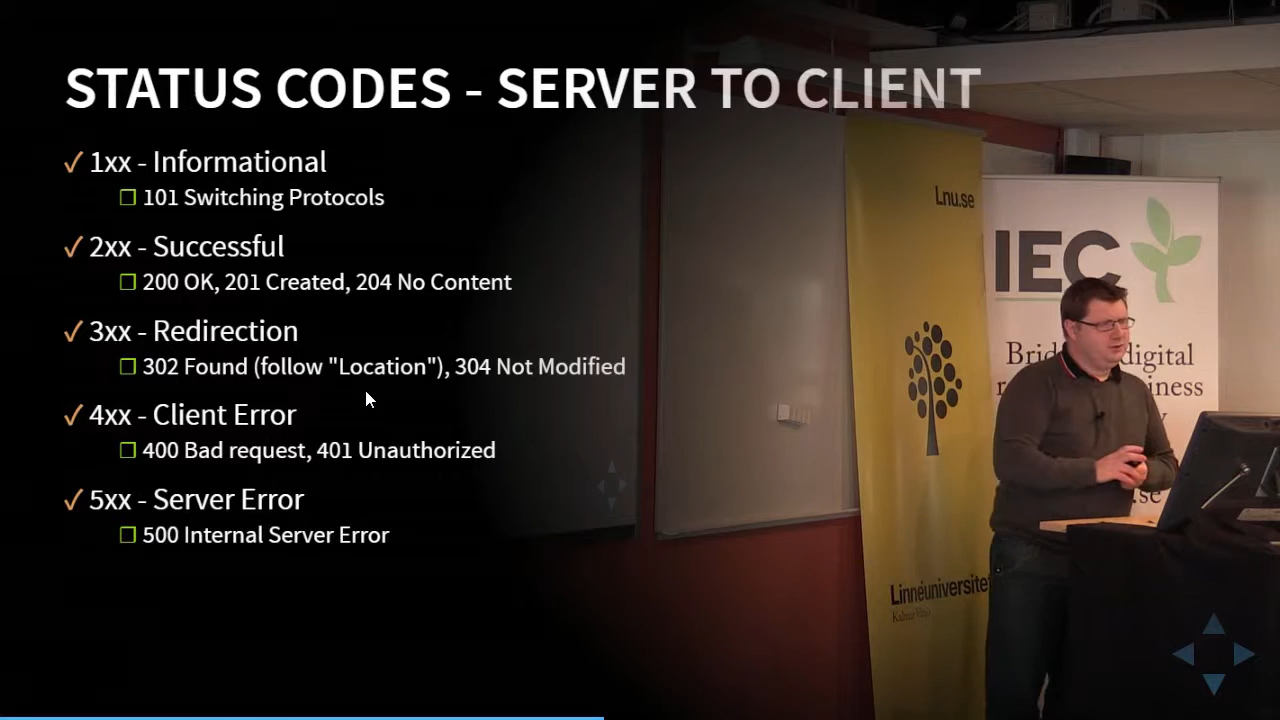 STATUS CODES - SERVER TO CLIENT
✓ 1xx - Informational
❐ 101 Switching Protocols
✓ 2xx - Successful
❐ 200 OK, 201 Created, 204 No Content
✓ 3xx - Redirection
❐ 302 Found (follow "Location"), 304 Not Modified
✓ 4xx - Client Error
❐ 400 Bad request, 401 Unauthorized
✓ 5xx - Server Error
❐ 500 Internal Server Error
Lnu.se
Linnéuniversitet
IEC
digital